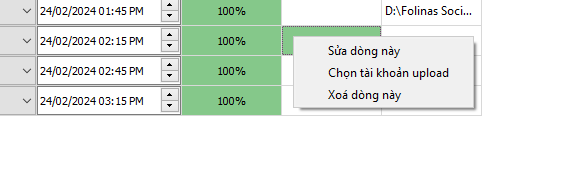 24/02/2024 01:45 PM 100% D:\Folinas Soci...
24/02/2024 02:15 PM 100%
Sửa dòng này
24/02/2024 02:45 PM 100%
Chọn tài khoản upload
24/02/2024 03:15 PM 100%
Xoá dòng này